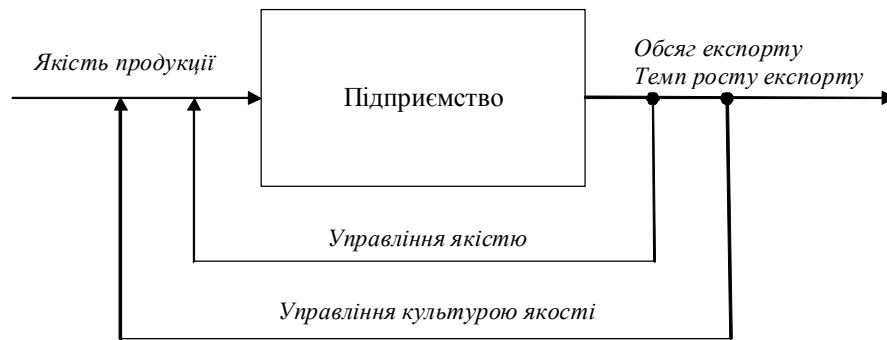 Якість продукції
Підприємство
Обсяг експорту
Темп росту експорту
Управління якістю
Управління культурою якості